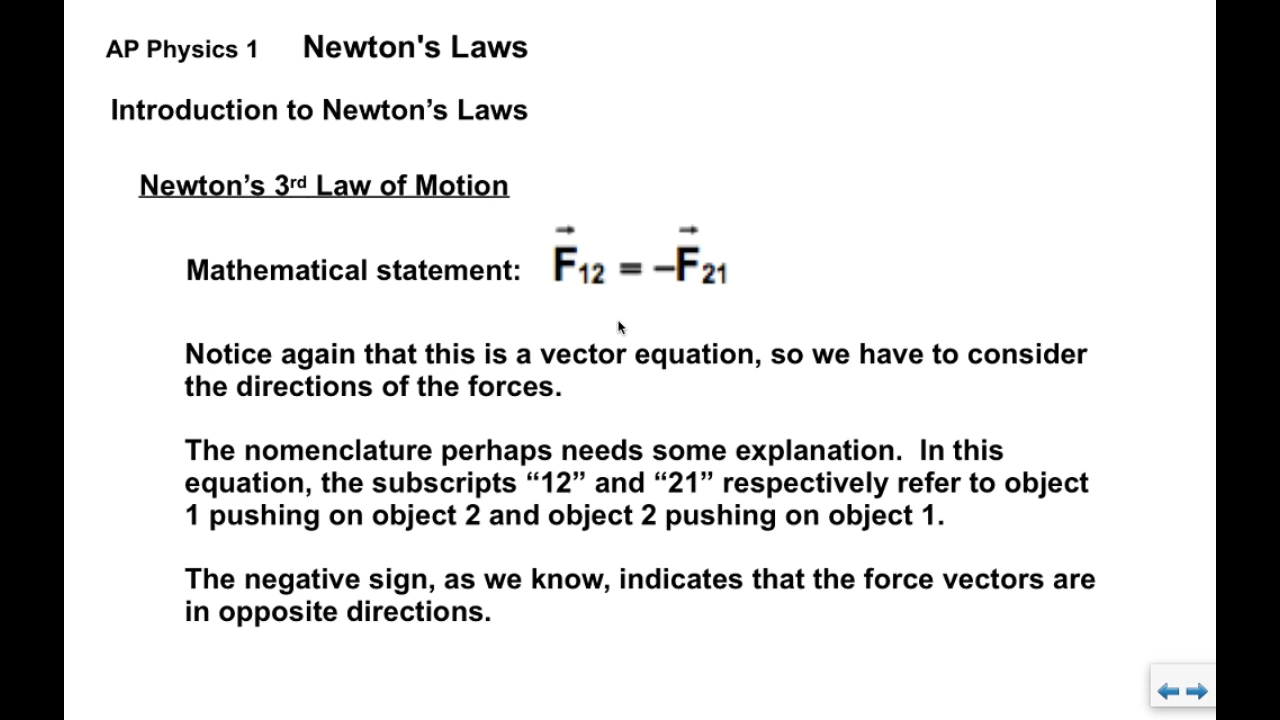 AP Physics 1 Newton's Laws
Introduction to Newton’s Laws
Newton’s 3rd Law of Motion
Mathematical statement: F⃗12 = –F⃗21
Notice again that this is a vector equation, so we have to consider
the directions of the forces.
The nomenclature perhaps needs some explanation. In this
equation, the subscripts “12” and “21” respectively refer to object
1 pushing on object 2 and object 2 pushing on object 1.
The negative sign, as we know, indicates that the force vectors are
in opposite directions.